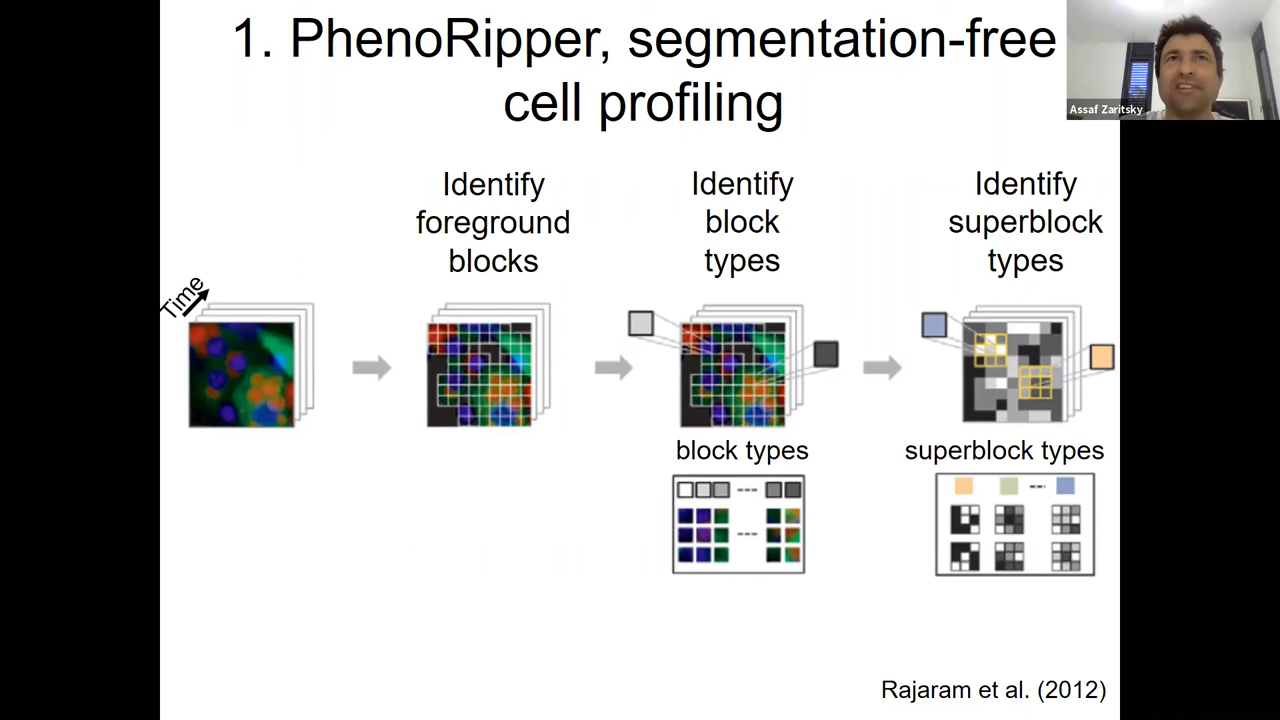 1. PhenoRipper, segmentation-free
cell profiling
Assaf Zaritsky
Identify
foreground
blocks
Identify
block
types
Identify
superblock
types
Time
block types
superblock types
Rajaram et al. (2012)